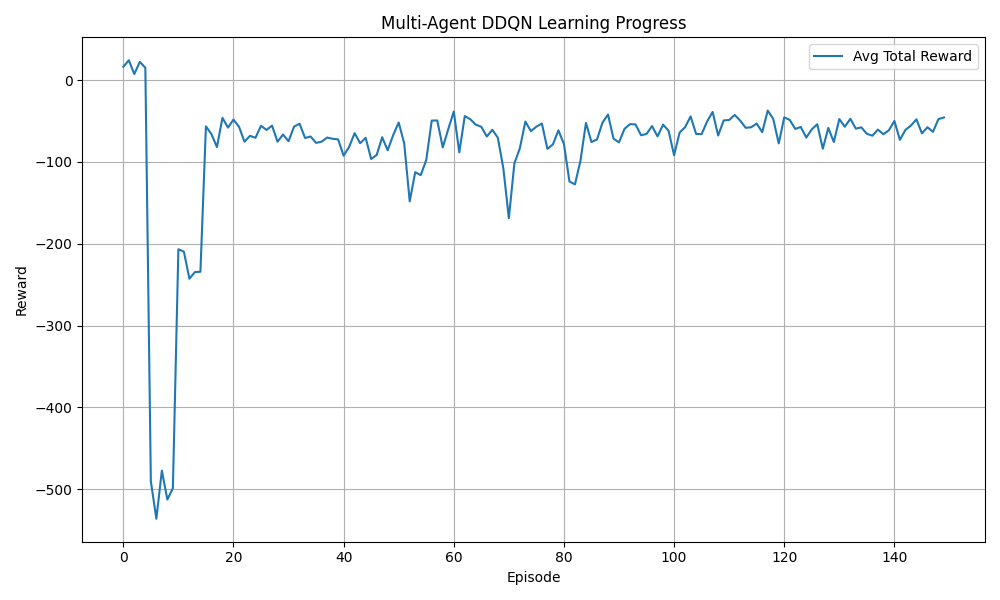 Multi-Agent DDQN Learning Progress
Avg Total Reward
Reward
0
−100
−200
−300
−400
−500
0 20 40 60 80 100 120 140
Episode